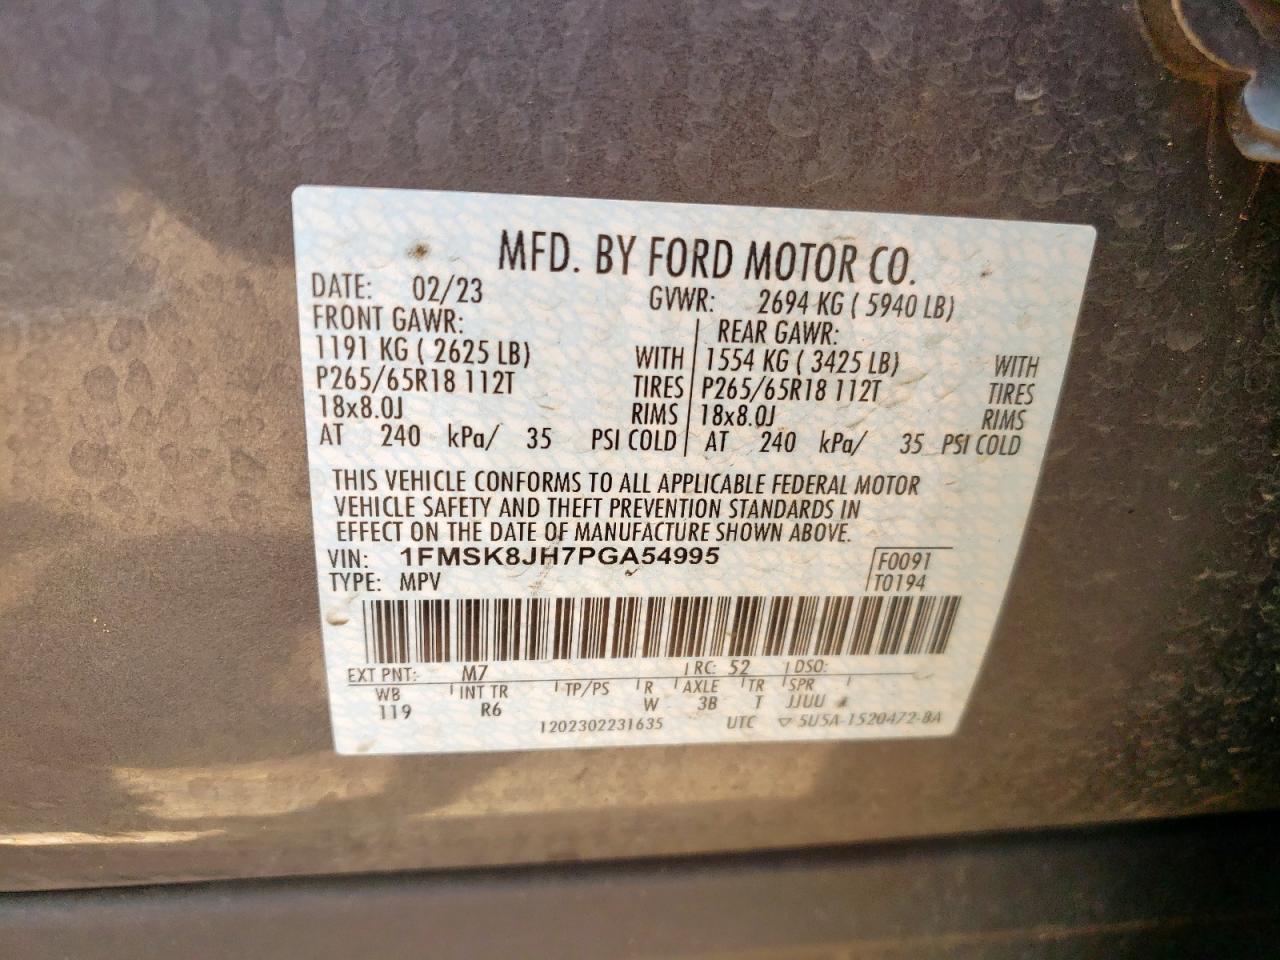 MFD. BY FORD MOTOR CO.
DATE: 02/23 GVWR: 2694 KG ( 5940 LB)
FRONT GAWR: REAR GAWR:
1191 KG ( 2625 LB) WITH 1554 KG ( 3425 LB) WITH
P265/65R18 112T TIRES P265/65R18 112T TIRES
18x8.0J RIMS 18x8.0J RIMS
AT 240 kPa/ 35 PSI COLD AT 240 kPa/ 35 PSI COLD
THIS VEHICLE CONFORMS TO ALL APPLICABLE FEDERAL MOTOR
VEHICLE SAFETY AND THEFT PREVENTION STANDARDS IN
EFFECT ON THE DATE OF MANUFACTURE SHOWN ABOVE.
VIN: 1FMSK8JH7PGA54995 F0091
TYPE: MPV T0194
EXT PNT: M7 RC: 52 DSO:
WB INT TR TP/PS R AXLE TR SPR
119 R6 W 3B T JJUU
1202302231635 UTC ▽ 5U5A-1520472-BA